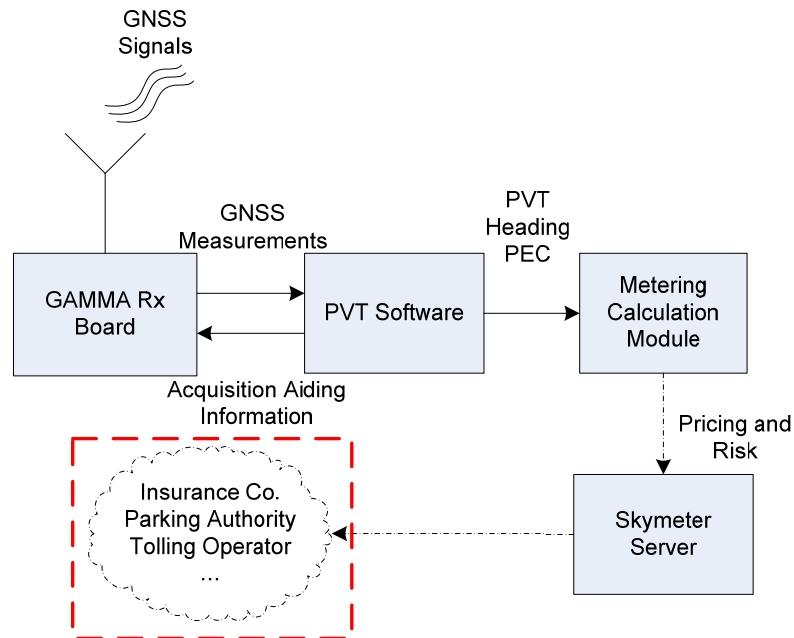 GNSS
Signals
GNSS
Measurements
PVT
Heading
PEC
GAMMA Rx
Board
PVT Software
Metering
Calculation
Module
Acquisition Aiding
Information
Pricing and
Risk
Insurance Co.
Parking Authority
Tolling Operator
...
Skymeter
Server